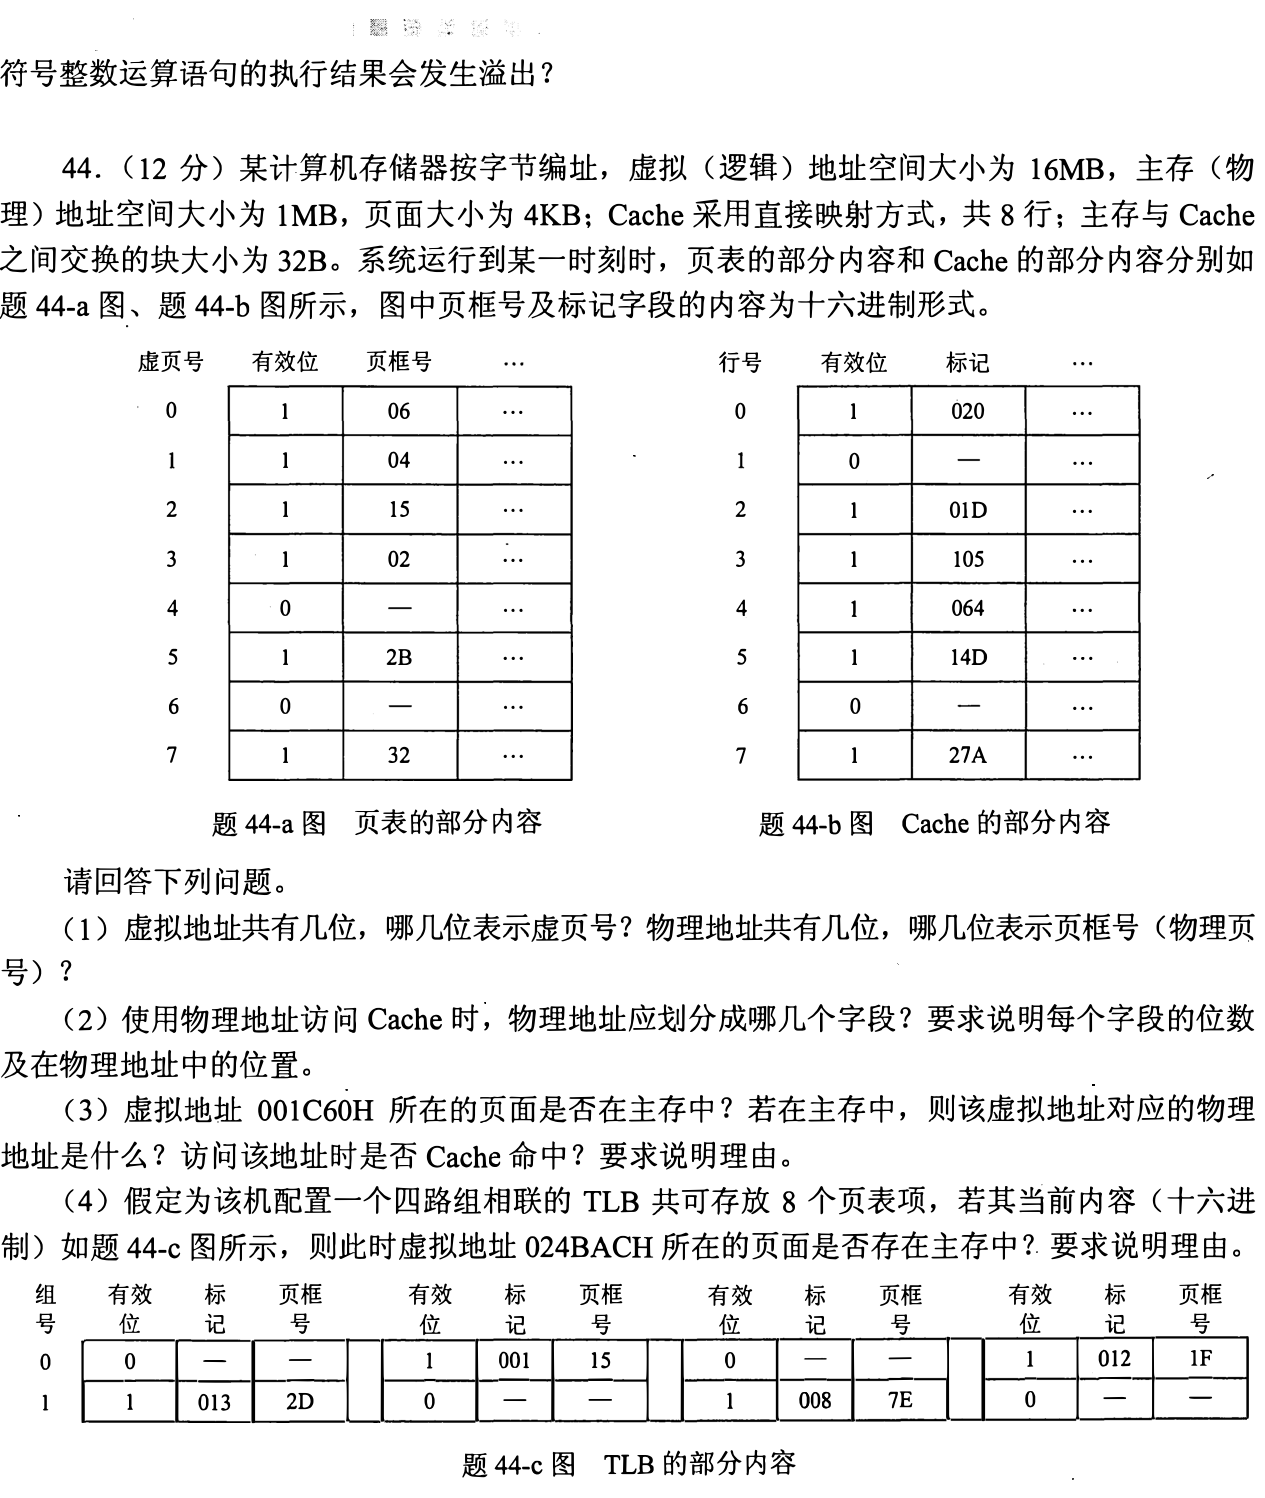 符号整数运算语句的执行结果会发生溢出？
44．（12 分）某计算机存储器按字节编址，虚拟（逻辑）地址空间大小为 16MB，主存（物
理）地址空间大小为 1MB，页面大小为 4KB；Cache 采用直接映射方式，共 8 行；主存与 Cache
之间交换的块大小为 32B。系统运行到某一时刻时，页表的部分内容和 Cache 的部分内容分别如
题 44-a 图、题 44-b 图所示，图中页框号及标记字段的内容为十六进制形式。
虚页号 有效位 页框号 … 行号 有效位 标记 …
0 1 06 … 0 1 020 …
1 1 04 … 1 0 — …
2 1 15 … 2 1 01D …
3 1 02 … 3 1 105 …
4 0 — … 4 1 064 …
5 1 2B … 5 1 14D …
6 0 — … 6 0 — …
7 1 32 … 7 1 27A …
题 44-a 图 页表的部分内容 题 44-b 图 Cache 的部分内容
请回答下列问题。
（1）虚拟地址共有几位，哪几位表示虚页号？物理地址共有几位，哪几位表示页框号（物理页
号）？
（2）使用物理地址访问 Cache 时，物理地址应划分成哪几个字段？要求说明每个字段的位数
及在物理地址中的位置。
（3）虚拟地址 001C60H 所在的页面是否在主存中？若在主存中，则该虚拟地址对应的物理
地址是什么？访问该地址时是否 Cache 命中？要求说明理由。
（4）假定为该机配置一个四路组相联的 TLB 共可存放 8 个页表项，若其当前内容（十六进
制）如题 44-c 图所示，则此时虚拟地址 024BACH 所在的页面是否存在主存中？要求说明理由。
组 有效 标 页框 有效 标 页框 有效 标 页框 有效 标 页框
号 位 记 号 位 记 号 位 记 号 位 记 号
0 0 — — 1 001 15 0 — — 1 012 1F
1 1 013 2D 0 — — 1 008 7E 0 — —
题 44-c 图 TLB 的部分内容